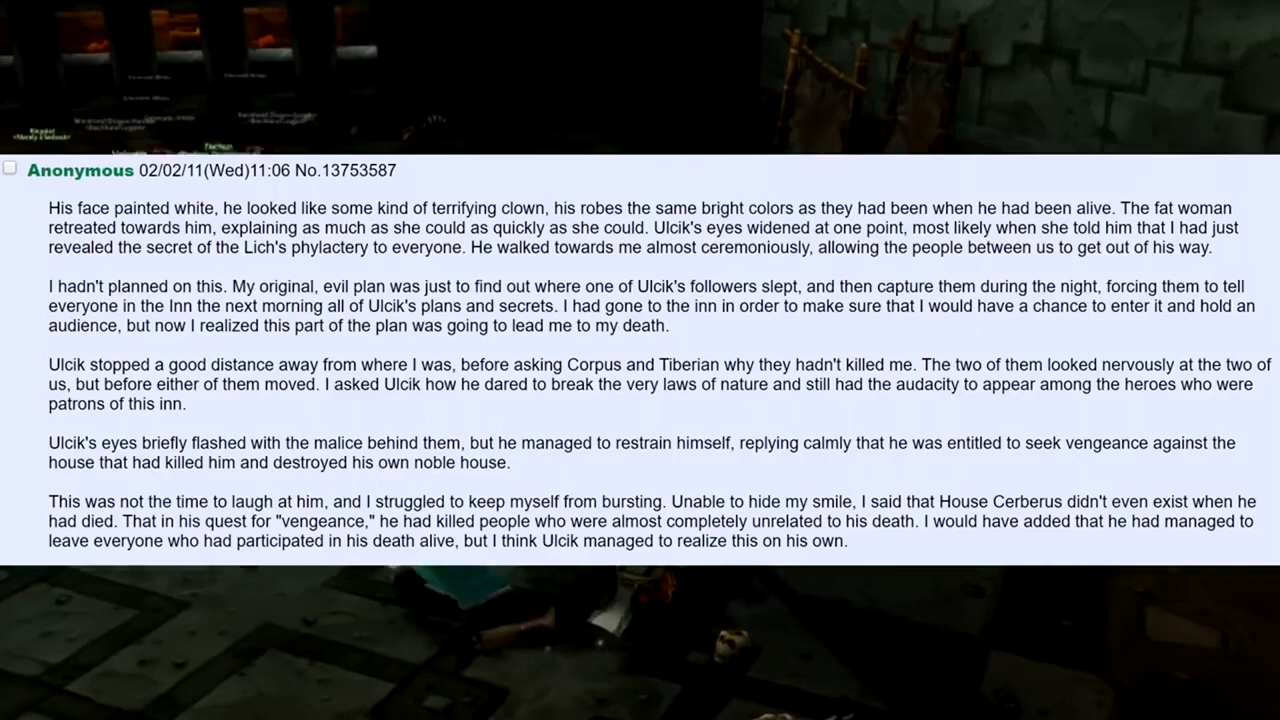 Anonymous 02/02/11(Wed)11:06 No.13753587
His face painted white, he looked like some kind of terrifying clown, his robes the same bright colors as they had been when he had been alive. The fat woman
retreated towards him, explaining as much as she could as quickly as she could. Ulcik's eyes widened at one point, most likely when she told him that I had just
revealed the secret of the Lich's phylactery to everyone. He walked towards me almost ceremoniously, allowing the people between us to get out of his way.
I hadn't planned on this. My original, evil plan was just to find out where one of Ulcik's followers slept, and then capture them during the night, forcing them to tell
everyone in the Inn the next morning all of Ulcik's plans and secrets. I had gone to the inn in order to make sure that I would have a chance to enter it and hold an
audience, but now I realized this part of the plan was going to lead me to my death.
Ulcik stopped a good distance away from where I was, before asking Corpus and Tiberian why they hadn't killed me. The two of them looked nervously at the two of
us, but before either of them moved. I asked Ulcik how he dared to break the very laws of nature and still had the audacity to appear among the heroes who were
patrons of this inn.
Ulcik's eyes briefly flashed with the malice behind them, but he managed to restrain himself, replying calmly that he was entitled to seek vengeance against the
house that had killed him and destroyed his own noble house.
This was not the time to laugh at him, and I struggled to keep myself from bursting. Unable to hide my smile, I said that House Cerberus didn't even exist when he
had died. That in his quest for "vengeance," he had killed people who were almost completely unrelated to his death. I would have added that he had managed to
leave everyone who had participated in his death alive, but I think Ulcik managed to realize this on his own.